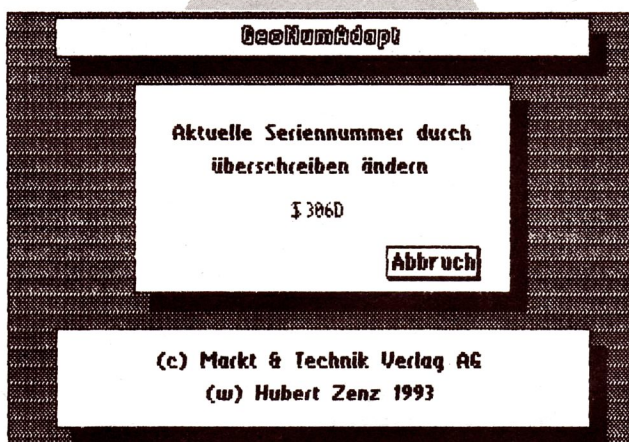 GeoNumAdapt
Aktuelle Seriennummer durch
überschreiben ändern
$306D
Abbruch
(c) Markt & Technik Verlag AG
(w) Hubert Zenz 1993